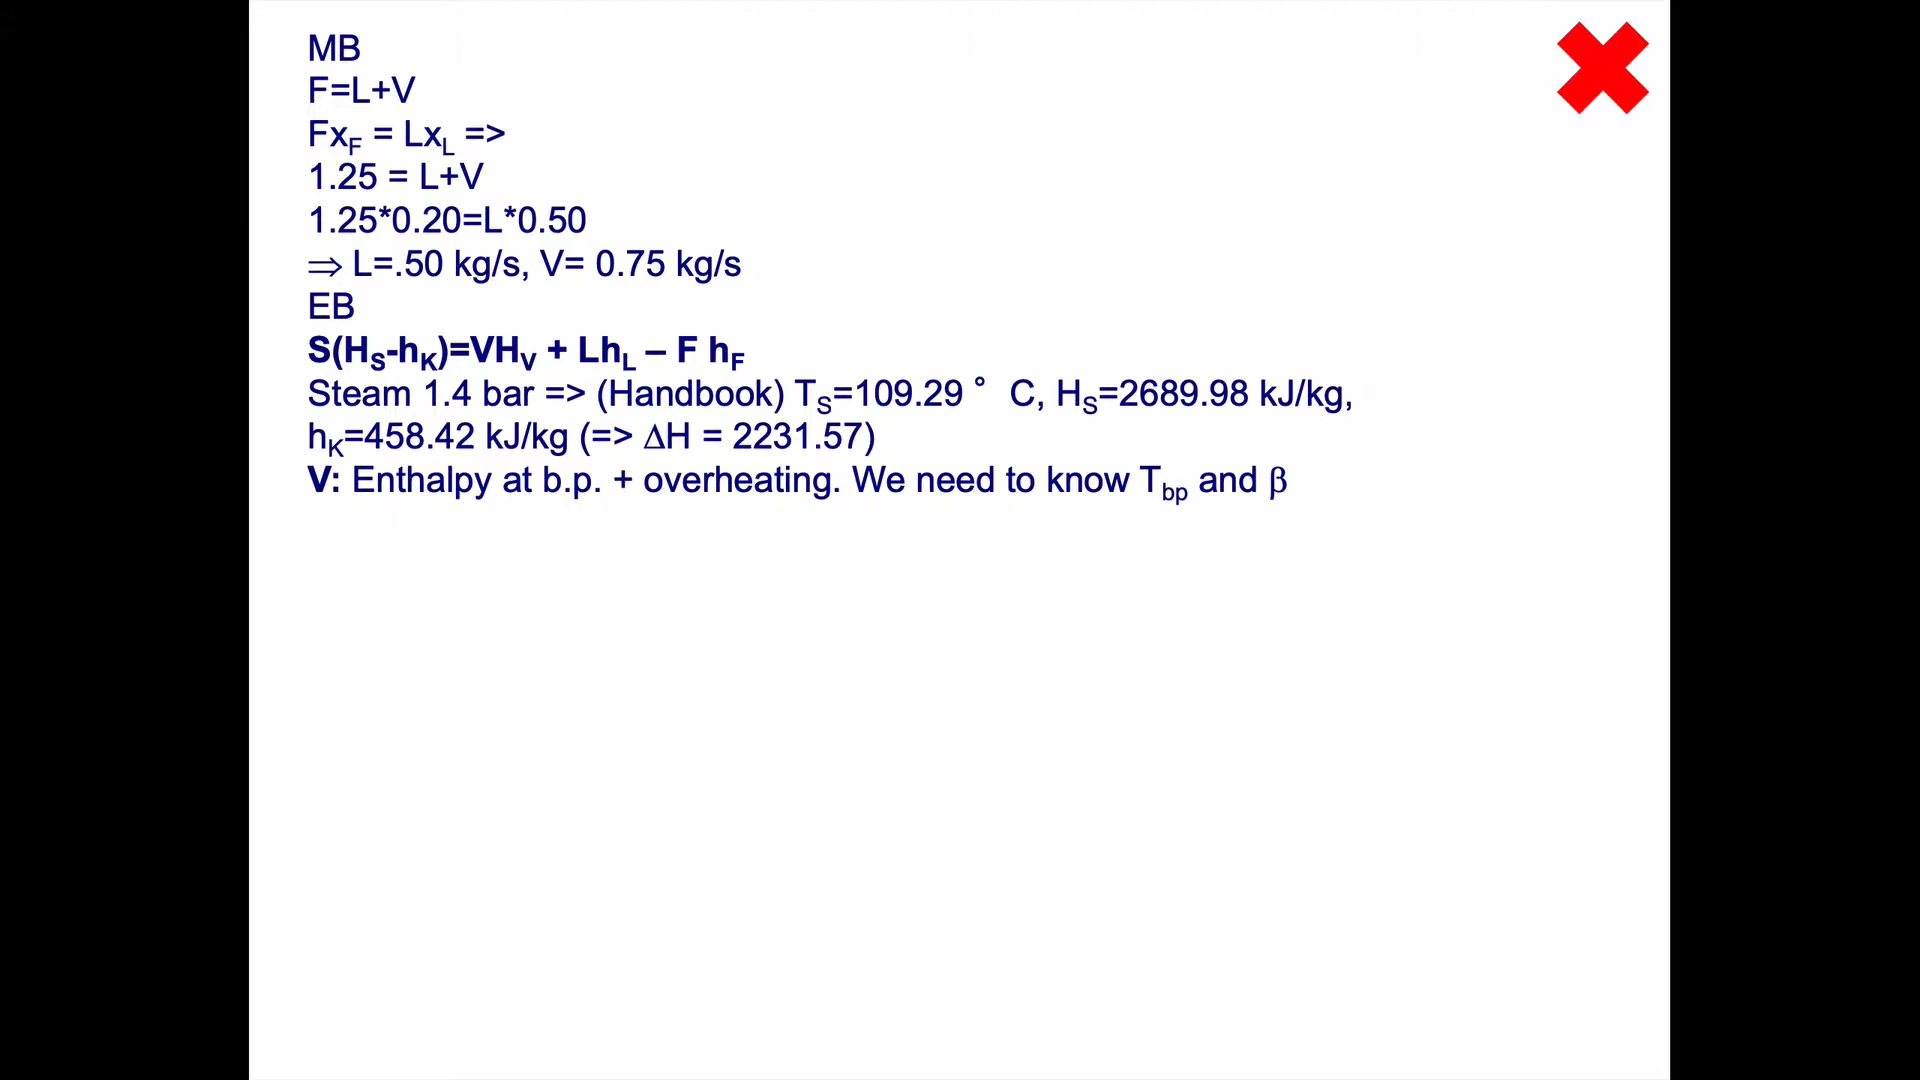 MB
F=L+V
Fx_F = Lx_L =>
1.25 = L+V
1.25*0.20=L*0.50
⇒ L=.50 kg/s, V= 0.75 kg/s
EB
S(H_S-h_K)=VH_V + Lh_L – F h_F
Steam 1.4 bar => (Handbook) T_S=109.29 ° C, H_S=2689.98 kJ/kg,
h_K=458.42 kJ/kg (=> ΔH = 2231.57)
V: Enthalpy at b.p. + overheating. We need to know T_bp and β